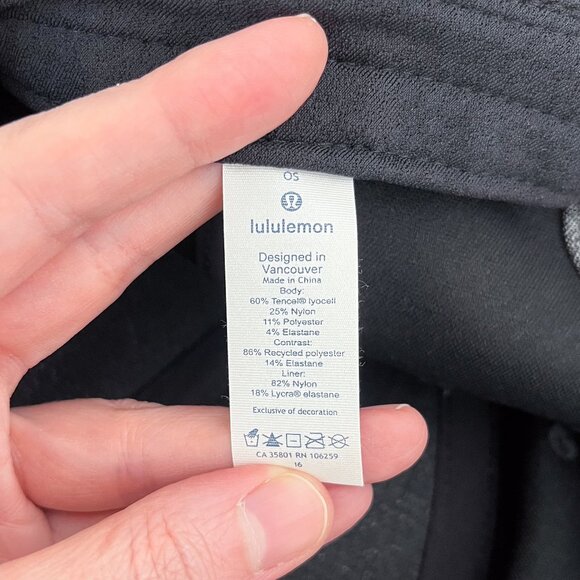 OS
lululemon
Designed in
Vancouver
Made in China
Body:
60% Tencel® lyocell
25% Nylon
11% Polyester
4% Elastane
Contrast:
86% Recycled polyester
14% Elastane
Liner:
82% Nylon
18% Lycra® elastane
Exclusive of decoration
CA 35801 RN 106259
16